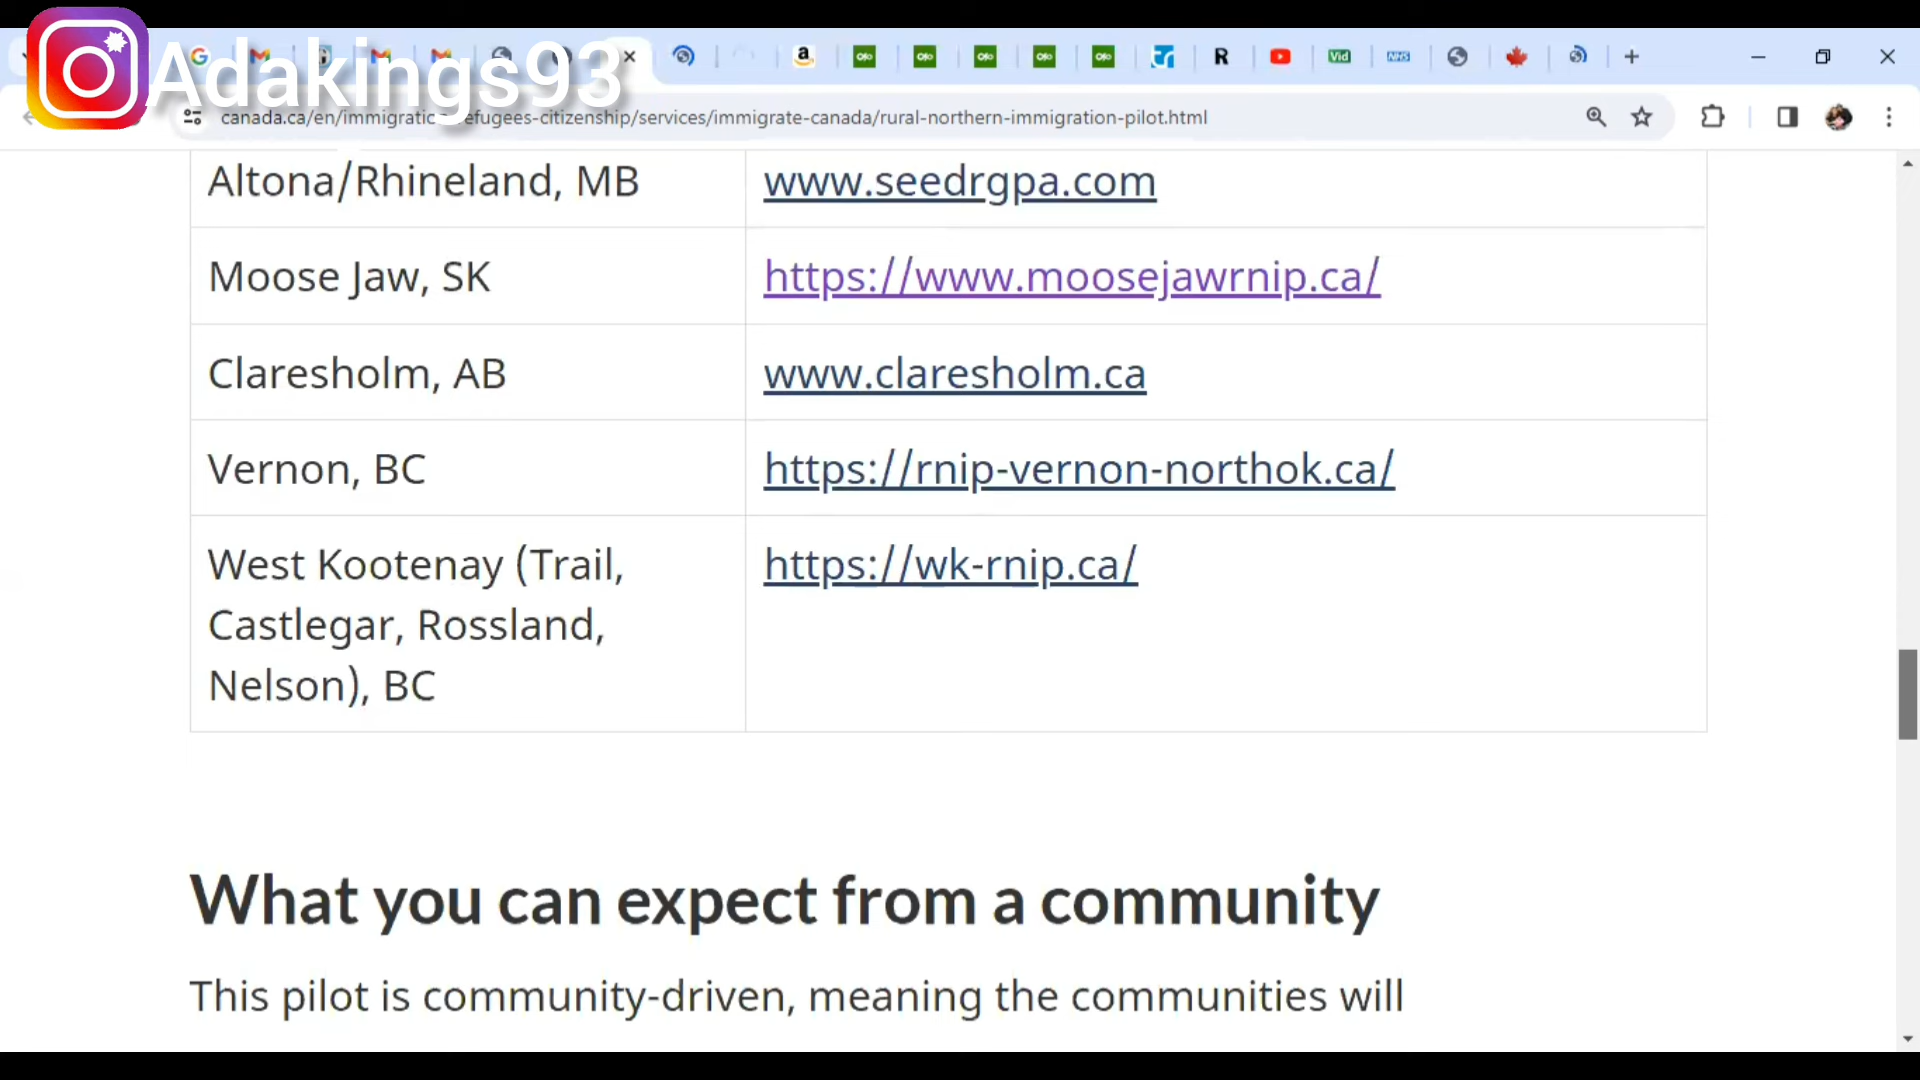 Adakings93
canada.ca/en/immigratio efugees-citizenship/services/immigrate-canada/rural-northern-immigration-pilot.html
Altona/Rhineland, MB www.seedrgpa.com
Moose Jaw, SK https://www.moosejawrnip.ca/
Claresholm, AB www.claresholm.ca
Vernon, BC https://rnip-vernon-northok.ca/
West Kootenay (Trail, https://wk-rnip.ca/
Castlegar, Rossland,
Nelson), BC
What you can expect from a community
This pilot is community-driven, meaning the communities will